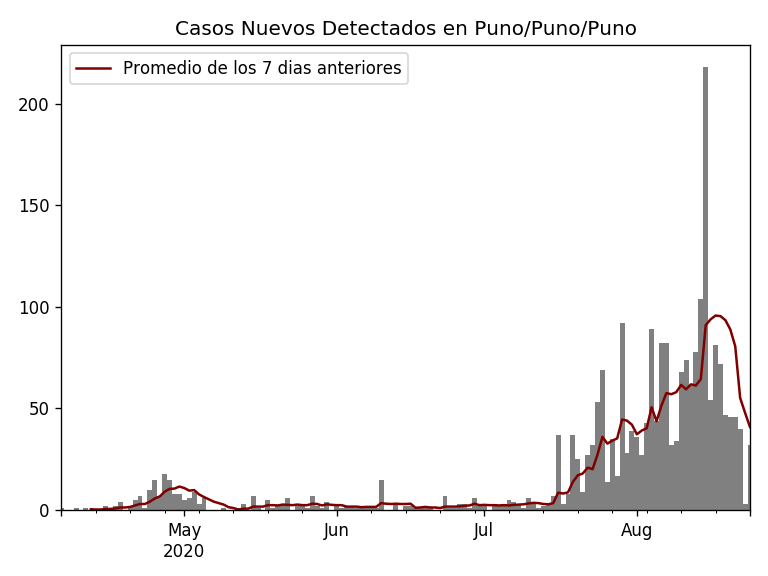 Casos Nuevos Detectados en Puno/Puno/Puno
Promedio de los 7 dias anteriores
200
150
100
50
0
May Jun Jul Aug
2020